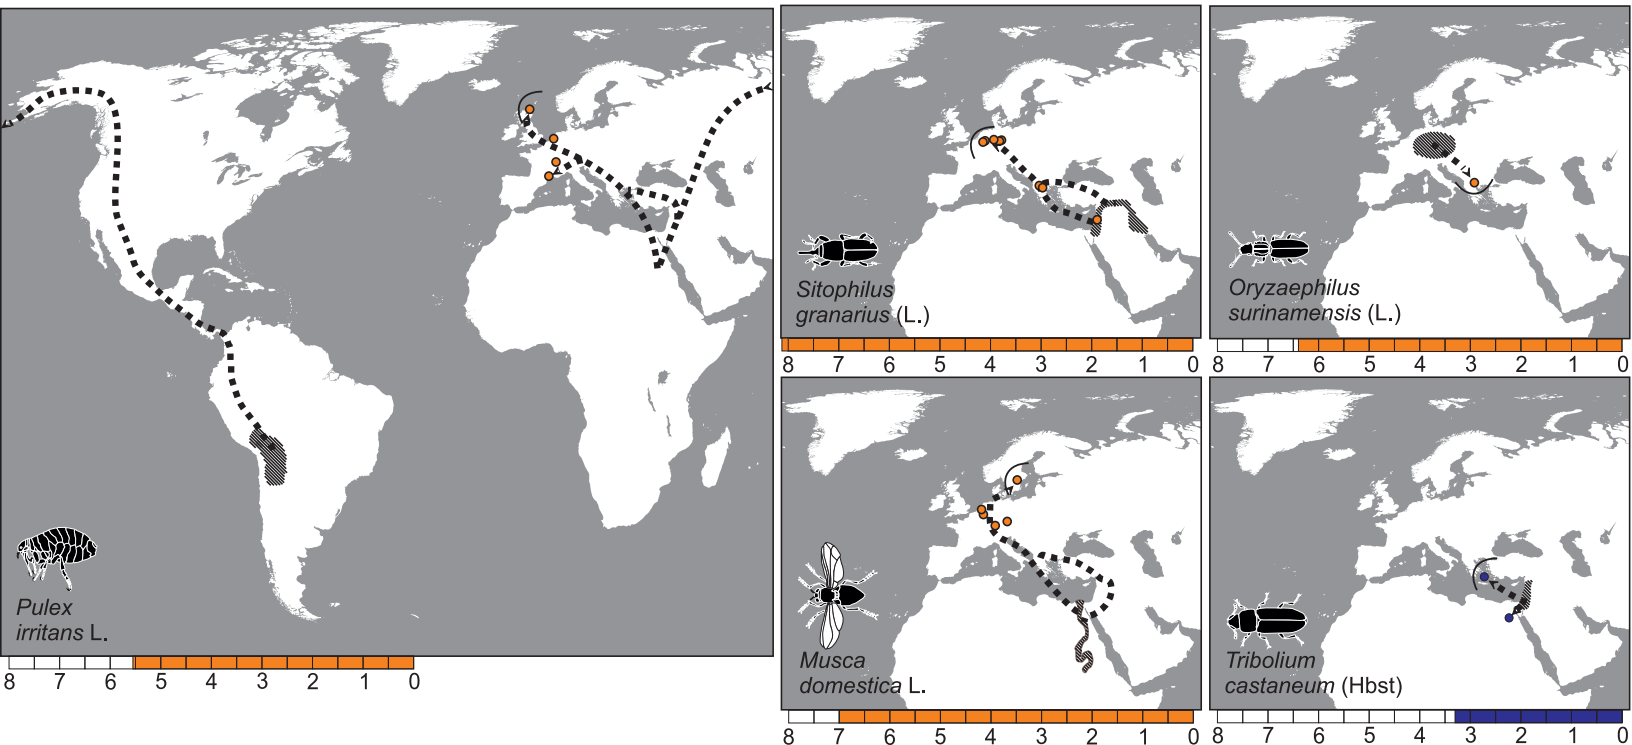 Pulex
irritans L.
8 7 6 5 4 3 2 1 0
Sitophilus
granarius (L.)
8 7 6 5 4 3 2 1 0
Oryzaephilus
surinamensis (L.)
8 7 6 5 4 3 2 1 0
Musca
domestica L.
8 7 6 5 4 3 2 1 0
Tribolium
castaneum (Hbst)
8 7 6 5 4 3 2 1 0